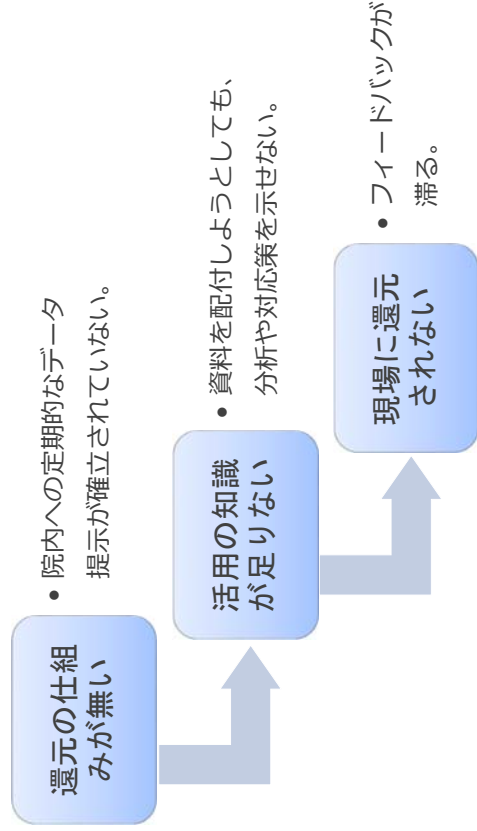 還元の仕組
みが無い
• 院内への定期的なデータ
提示が確立されていない。
活用の知識
が足りない
• 資料を配付しようとしても、
分析や対応策を示せない。
現場に還元
されない
• フィードバックが
滞る。